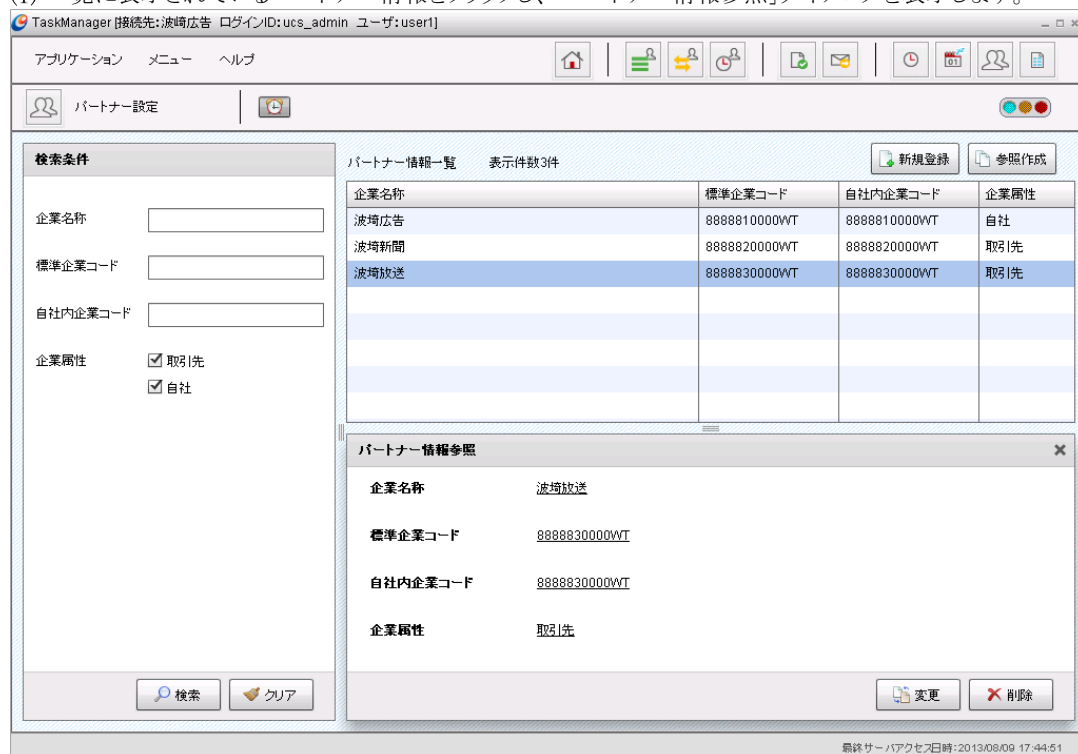 TaskManager [接続先:波崎広告 ログインID:ucs_admin ユーザ:user1]
アプリケーション メニュー ヘルプ
パートナー設定
検索条件
パートナー情報一覧 表示件数3件
新規登録 参照作成
企業名称 標準企業コード 自社内企業コード 企業属性
波埼広告 8888810000WT 8888810000WT 自社
波埼新聞 8888820000WT 8888820000WT 取引先
波埼放送 8888830000WT 8888830000WT 取引先
企業名称
標準企業コード
自社内企業コード
企業属性 取引先
自社
パートナー情報参照
企業名称 波埼放送
標準企業コード 8888830000WT
自社内企業コード 8888830000WT
企業属性 取引先
検索 クリア
変更 削除
最終サーバアクセス日時:2013/08/09 17:44:51